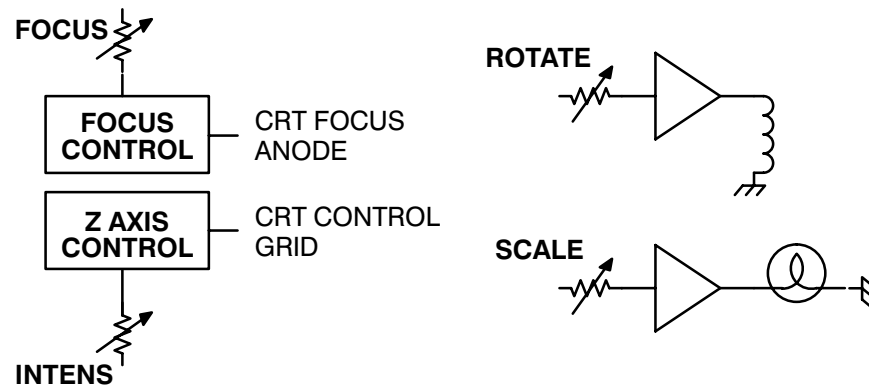 FOCUS
FOCUS
CONTROL
CRT FOCUS
ANODE
Z AXIS
CONTROL
CRT CONTROL
GRID
INTENS
ROTATE
SCALE